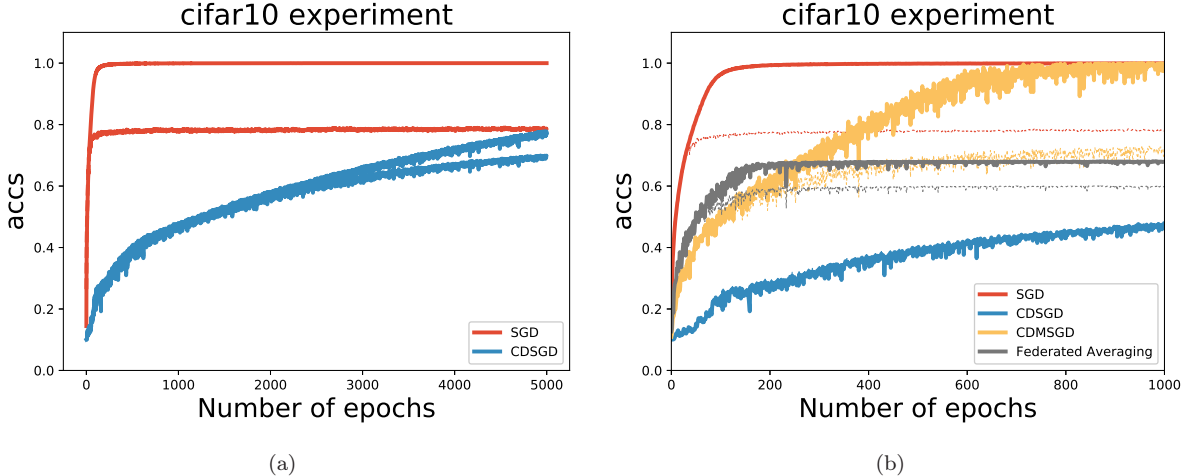 cifar10 experiment
accs
1.0
0.8
0.6
0.4
0.2
0.0
0
1000
2000
3000
4000
5000
Number of epochs
SGD
CDSGD
(a)
cifar10 experiment
accs
1.0
0.8
0.6
0.4
0.2
0.0
0
200
400
600
800
1000
Number of epochs
SGD
CDSGD
CDMSGD
Federated Averaging
(b)